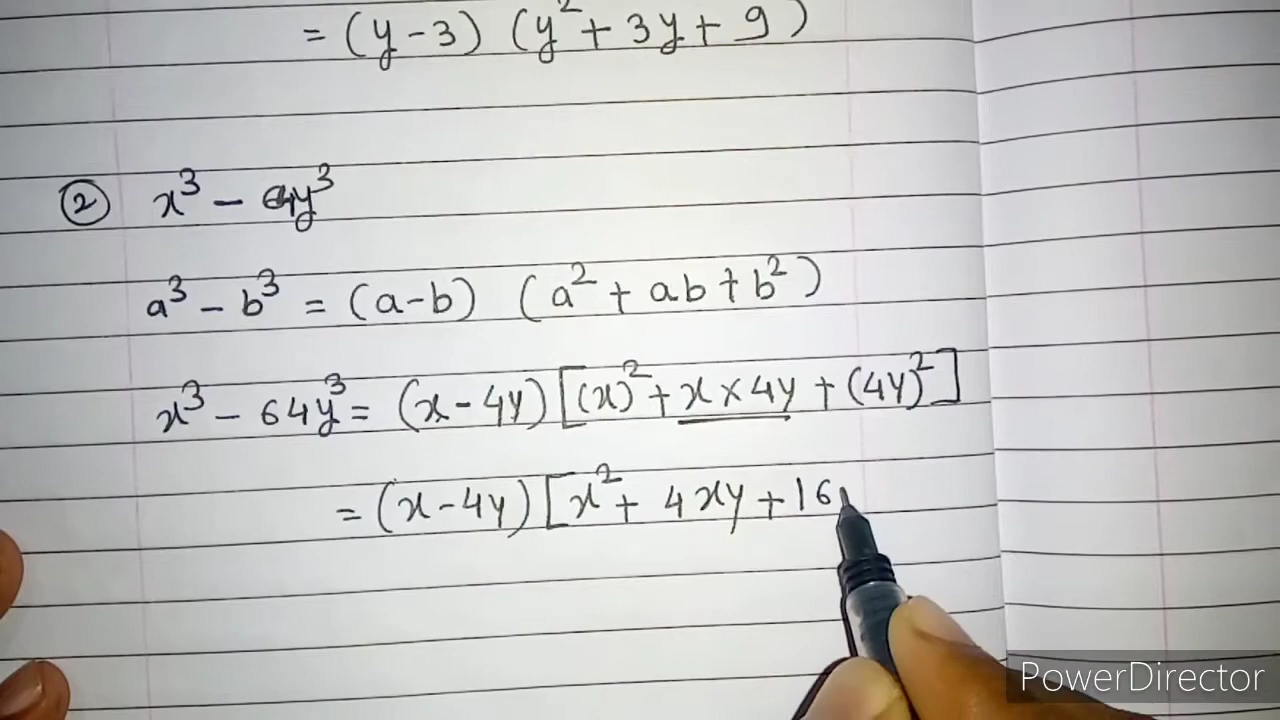 = (y-3) (y² + 3y + 9)
② x³ - 64y³
a³ - b³ = (a-b) (a² + ab + b²)
x³ - 64y³ = (x - 4y) [(x)² + x × 4y + (4y)²]
= (x - 4y) [x² + 4xy + 16
PowerDirector